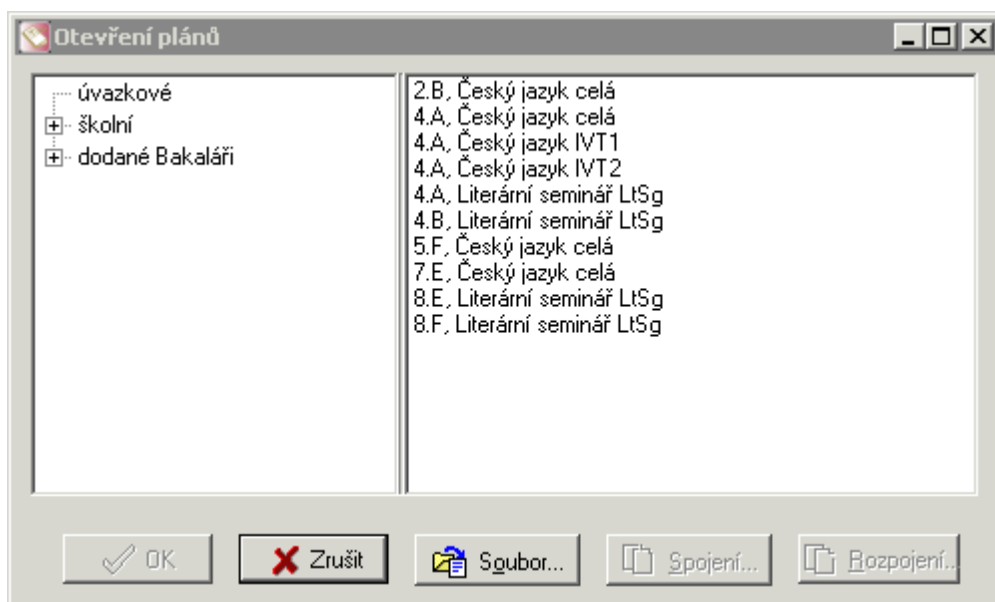 Otevření plánů
úvazkové
školní
dodané Bakaláři
2.B, Český jazyk celá
4.A, Český jazyk celá
4.A, Český jazyk IVT1
4.A, Český jazyk IVT2
4.A, Literární seminář LtSg
4.B, Literární seminář LtSg
5.F, Český jazyk celá
7.E, Český jazyk celá
8.E, Literární seminář LtSg
8.F, Literární seminář LtSg
OK
Zrušit
Soubor...
Spojení...
Rozpojení...